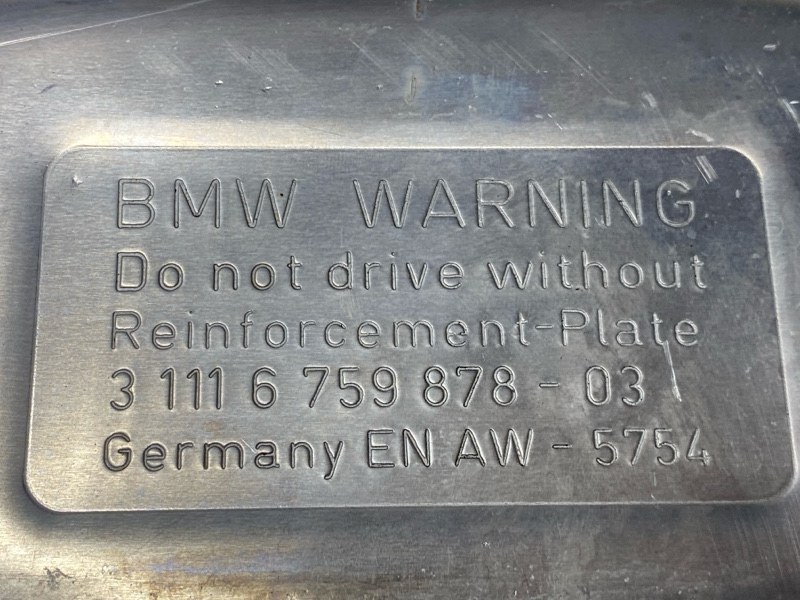 BMW WARNING
Do not drive without
Reinforcement-Plate
3 111 6 759 878 - 03
Germany EN AW - 5754